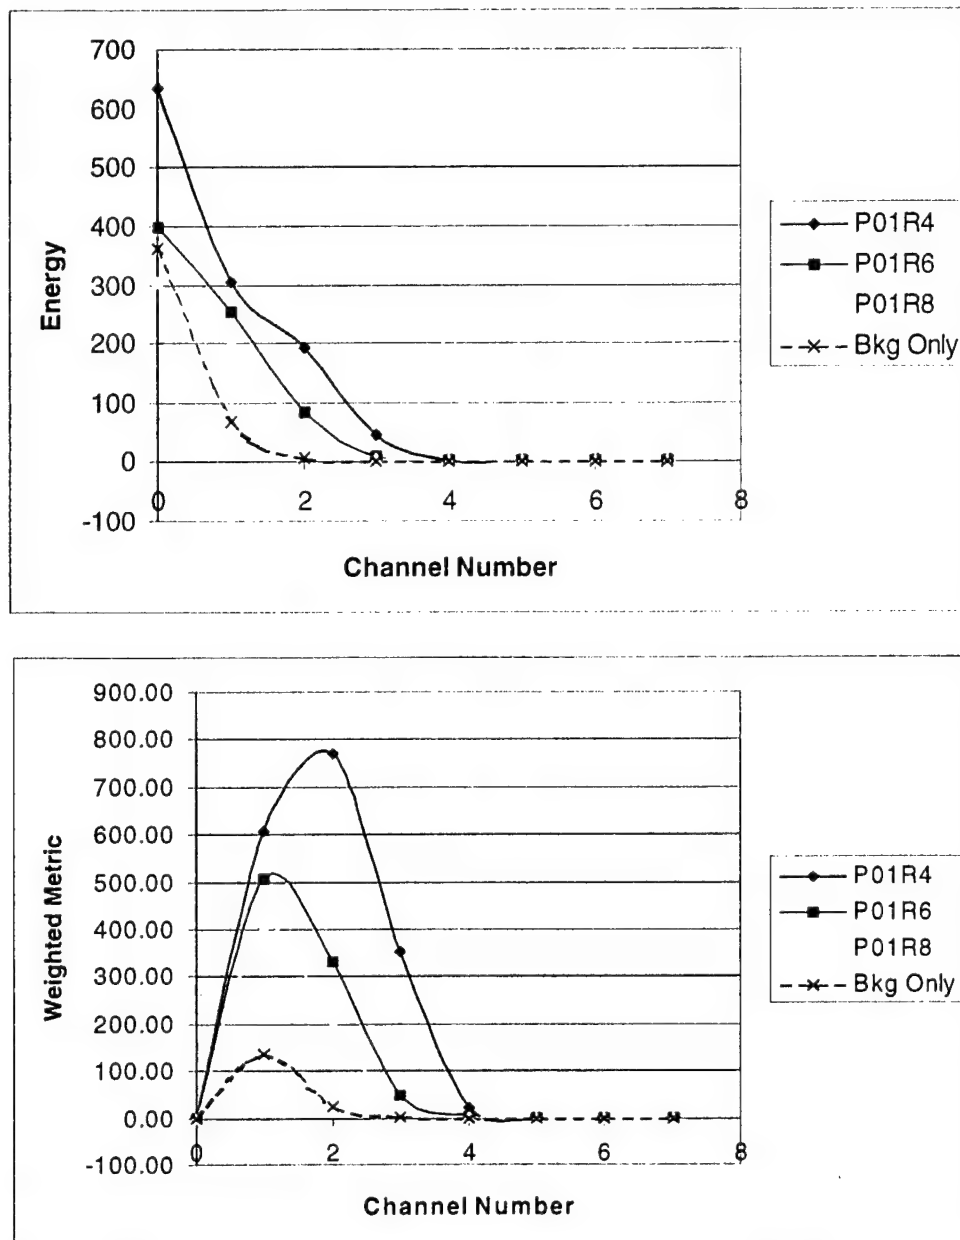 700
600
500
400
300
200
100
0
-100
Energy
0 2 4 6 8
Channel Number
P01R4
P01R6
P01R8
Bkg Only
900.00
800.00
700.00
600.00
500.00
400.00
300.00
200.00
100.00
0.00
-100.00
Weighted Metric
0 2 4 6 8
Channel Number
P01R4
P01R6
P01R8
Bkg Only